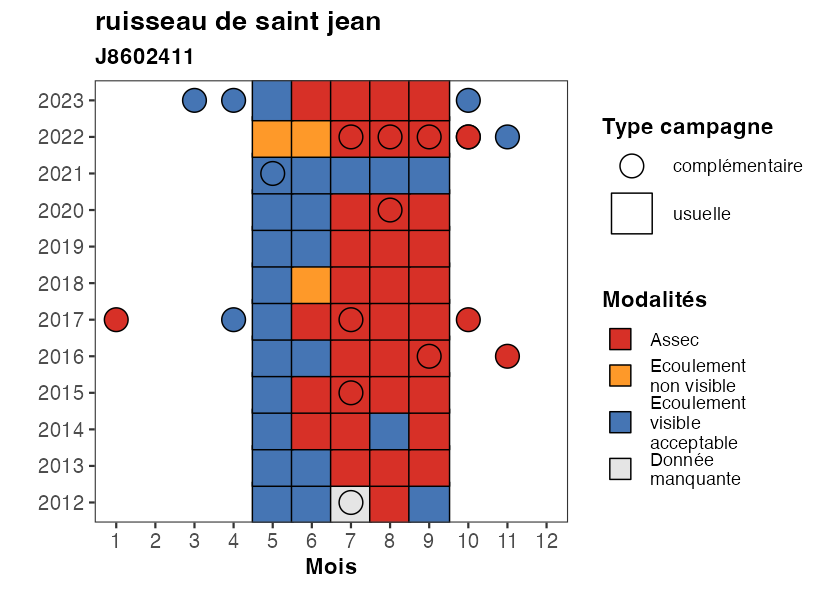 ruisseau de saint jean
J8602411
2023
2022
2021
2020
2019
2018
2017
2016
2015
2014
2013
2012
1 2 3 4 5 6 7 8 9 10 11 12
Mois
Type campagne
complémentaire
usuelle
Modalités
Assec
Ecoulement
non visible
Ecoulement
visible
acceptable
Donnée
manquante